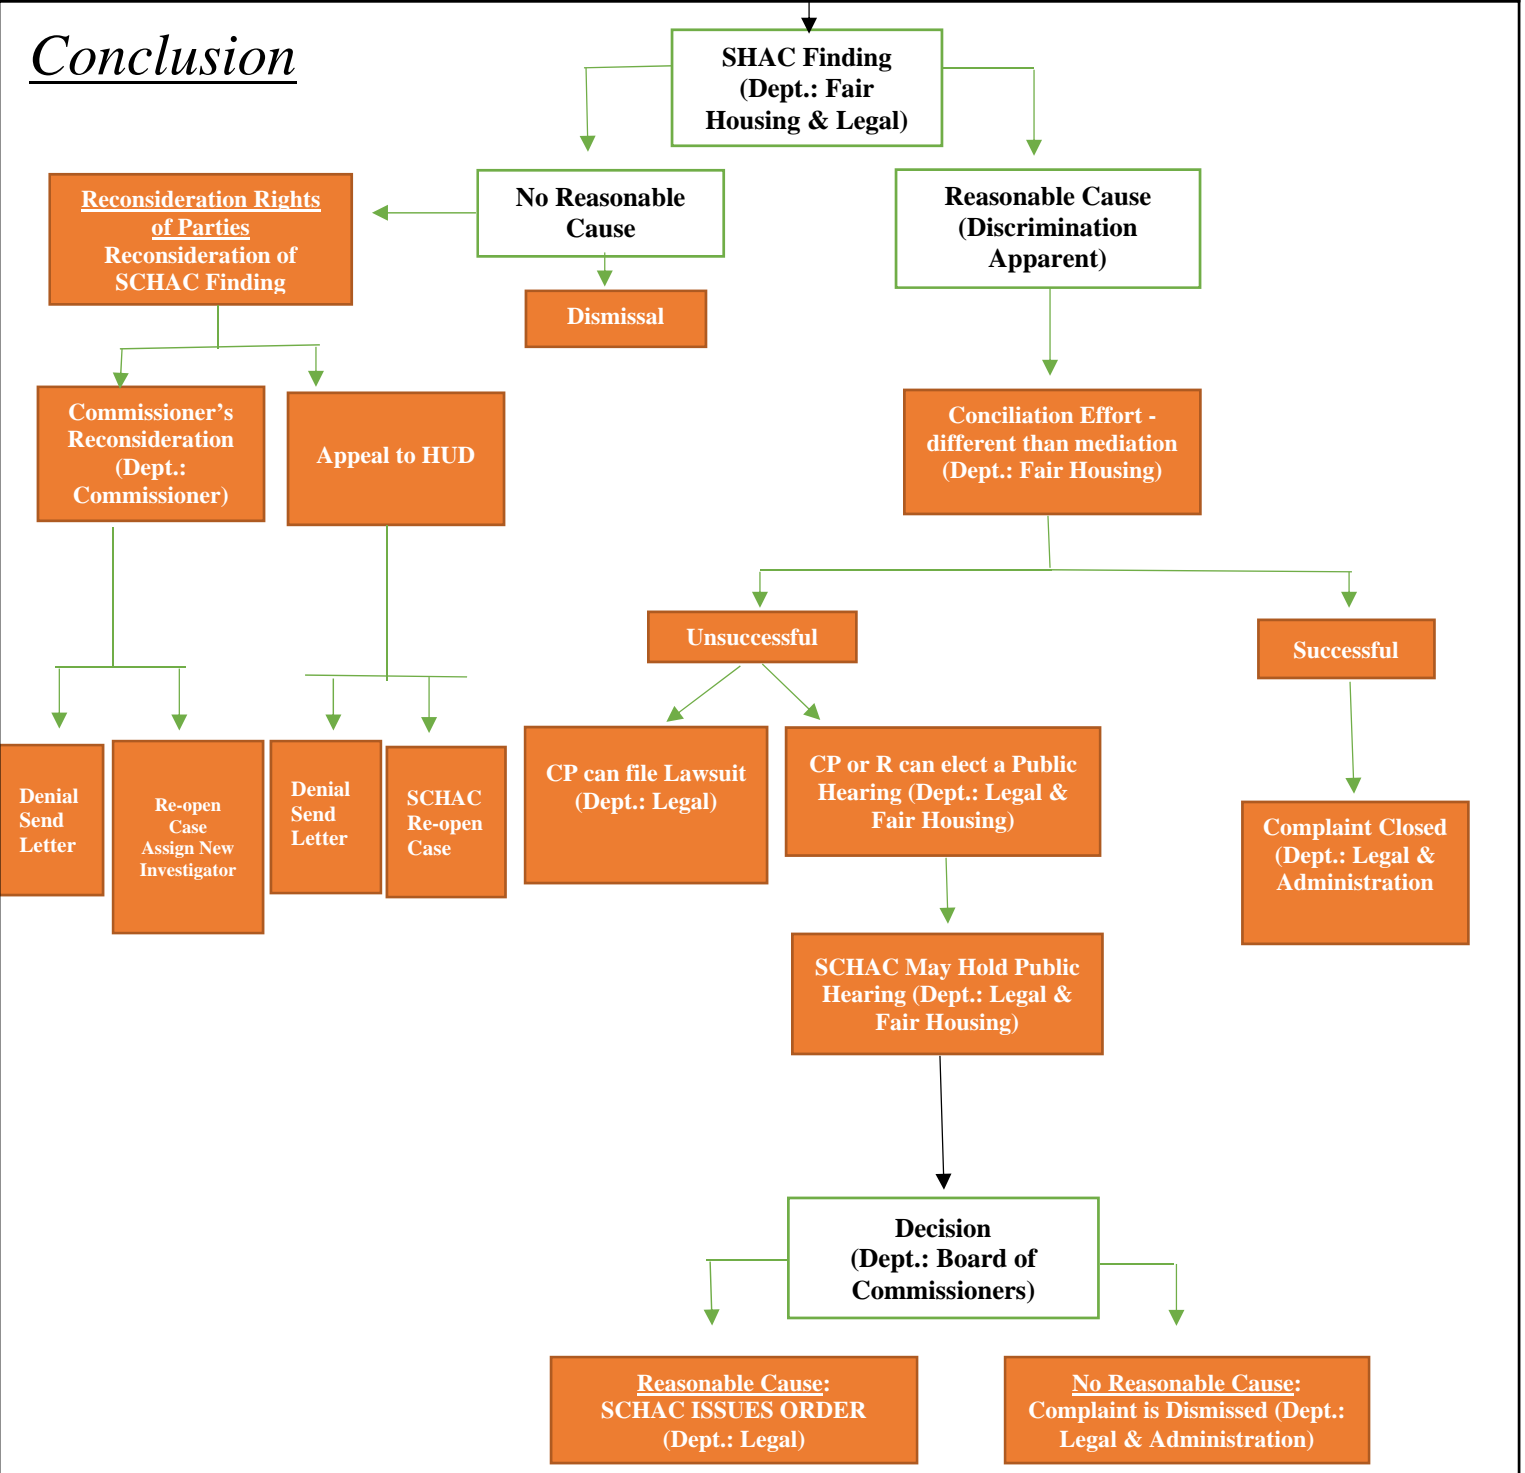 Conclusion
SHAC Finding
(Dept.: Fair
Housing & Legal)
No Reasonable
Cause
Reasonable Cause
(Discrimination
Apparent)
Reconsideration Rights
of Parties
Reconsideration of
SCHAC Finding
Dismissal
Commissioner’s
Reconsideration
(Dept.:
Commissioner)
Appeal to HUD
Conciliation Effort -
different than mediation
(Dept.: Fair Housing)
Unsuccessful
Successful
Denial
Send
Letter
Re-open
Case
Assign New
Investigator
Denial
Send
Letter
SCHAC
Re-open
Case
CP can file Lawsuit
(Dept.: Legal)
CP or R can elect a Public
Hearing (Dept.: Legal &
Fair Housing)
Complaint Closed
(Dept.: Legal &
Administration
SCHAC May Hold Public
Hearing (Dept.: Legal &
Fair Housing)
Decision
(Dept.: Board of
Commissioners)
Reasonable Cause:
SCHAC ISSUES ORDER
(Dept.: Legal)
No Reasonable Cause:
Complaint is Dismissed (Dept.:
Legal & Administration)